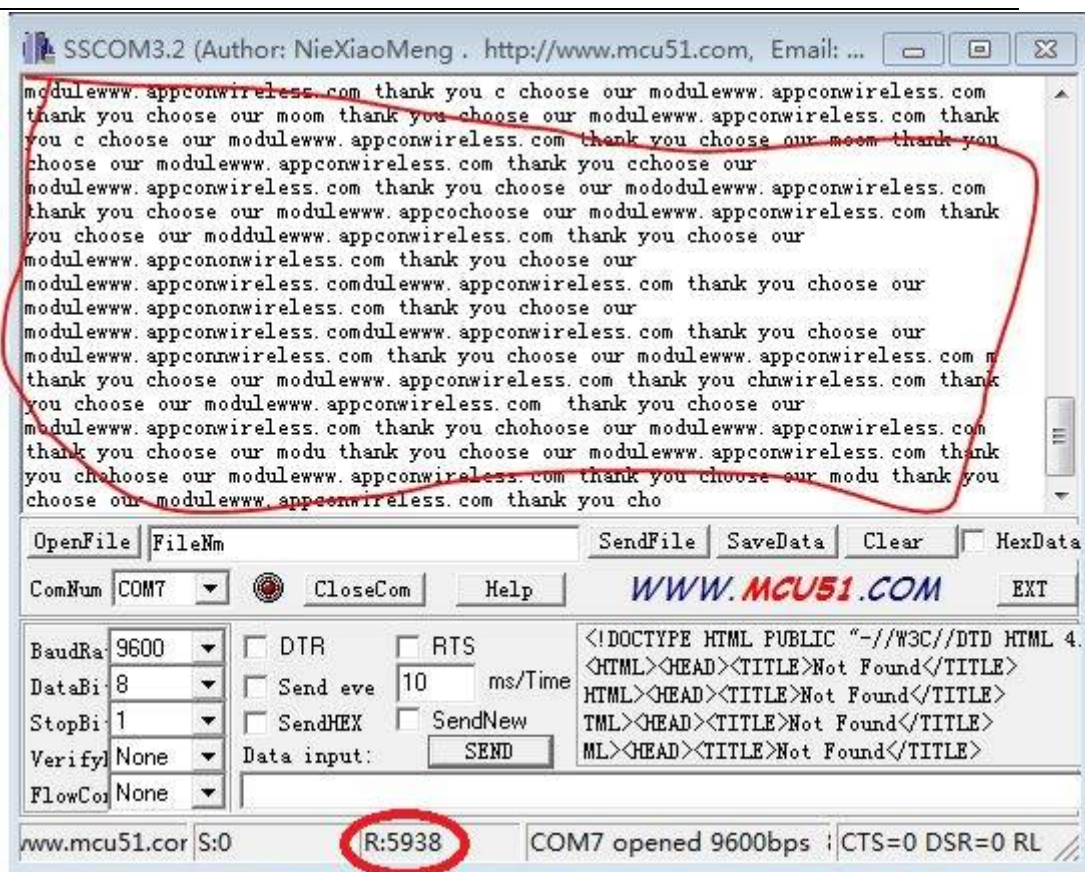 SSCOM3.2 (Author: NieXiaoMeng . http://www.mcu51.com, Email: ...
modulewww.appconwireless.com thank you c choose our modulewww.appconwireless.com
thank you choose our moom thank you choose our modulewww.appconwireless.com thank
you c choose our modulewww.appconwireless.com thank you choose our moom thank you
choose our modulewww.appconwireless.com thank you cchoose our
modulewww.appconwireless.com thank you choose our mododulewww.appconwireless.com
thank you choose our modulewww.appcochoose our modulewww.appconwireless.com thank
you choose our moddulewww.appconwireless.com thank you choose our
modulewww.appcononwireless.com thank you choose our
modulewww.appconwireless.comdulewww.appconwireless.com thank you choose our
modulewww.appcononwireless.com thank you choose our
modulewww.appconwireless.comdulewww.appconwireless.com thank you choose our
modulewww.appconnwireless.com thank you choose our modulewww.appconwireless.com m
thank you choose our modulewww.appconwireless.com thank you chnwireless.com thank
you choose our modulewww.appconwireless.com  thank you choose our
modulewww.appconwireless.com thank you chohoose our modulewww.appconwireless.com
thank you choose our modu thank you choose our modulewww.appconwireless.com thank
you chohoose our modulewww.appconwireless.com thank you choose our modu thank you
choose our modulewww.appconwireless.com thank you cho
OpenFile FileNm SendFile SaveData Clear HexData
ComNum COM7 CloseCom Help WWW.MCU51.COM EXT
BaudRa 9600 DTR RTS
DataBi 8 Send eve 10 ms/Time
StopBi 1 SendHEX SendNew
Verify None Data input: SEND
FlowCo None
<!DOCTYPE HTML PUBLIC "-//W3C//DTD HTML 4.
<HTML><HEAD><TITLE>Not Found</TITLE>
HTML><HEAD><TITLE>Not Found</TITLE>
TML><HEAD><TITLE>Not Found</TITLE>
ML><HEAD><TITLE>Not Found</TITLE>
www.mcu51.cor S:0 R:5938 COM7 opened 9600bps CTS=0 DSR=0 RL